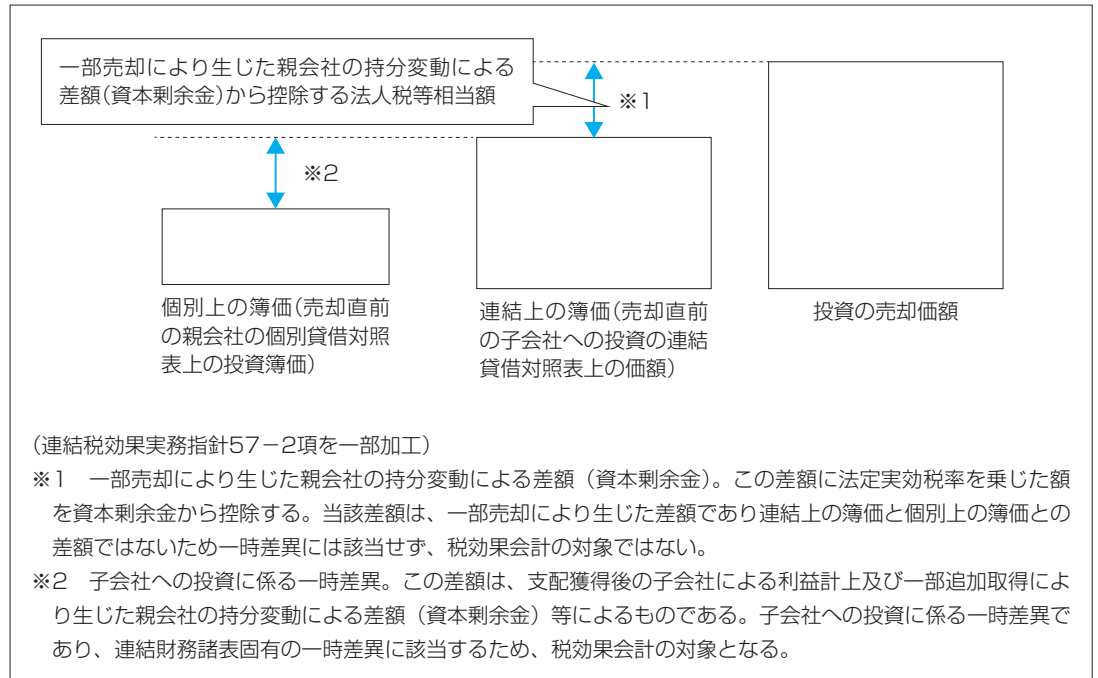 一部売却により生じた親会社の持分変動による
差額(資本剰余金)から控除する法人税等相当額
※1
※2
個別上の簿価(売却直前
の親会社の個別貸借対照
表上の投資簿価)
連結上の簿価(売却直前
の子会社への投資の連結
貸借対照表上の価額)
投資の売却価額
(連結税効果実務指針57-2項を一部加工)
※1 一部売却により生じた親会社の持分変動による差額(資本剰余金)。この差額に法定実効税率を乗じた額
を資本剰余金から控除する。当該差額は、一部売却により生じた差額であり連結上の簿価と個別上の簿価との
差額ではないため一時差異には該当せず、税効果会計の対象ではない。
※2 子会社への投資に係る一時差異。この差額は、支配獲得後の子会社による利益計上及び一部追加取得によ
り生じた親会社の持分変動による差額(資本剰余金)等によるものである。子会社への投資に係る一時差異で
あり、連結財務諸表固有の一時差異に該当するため、税効果会計の対象となる。